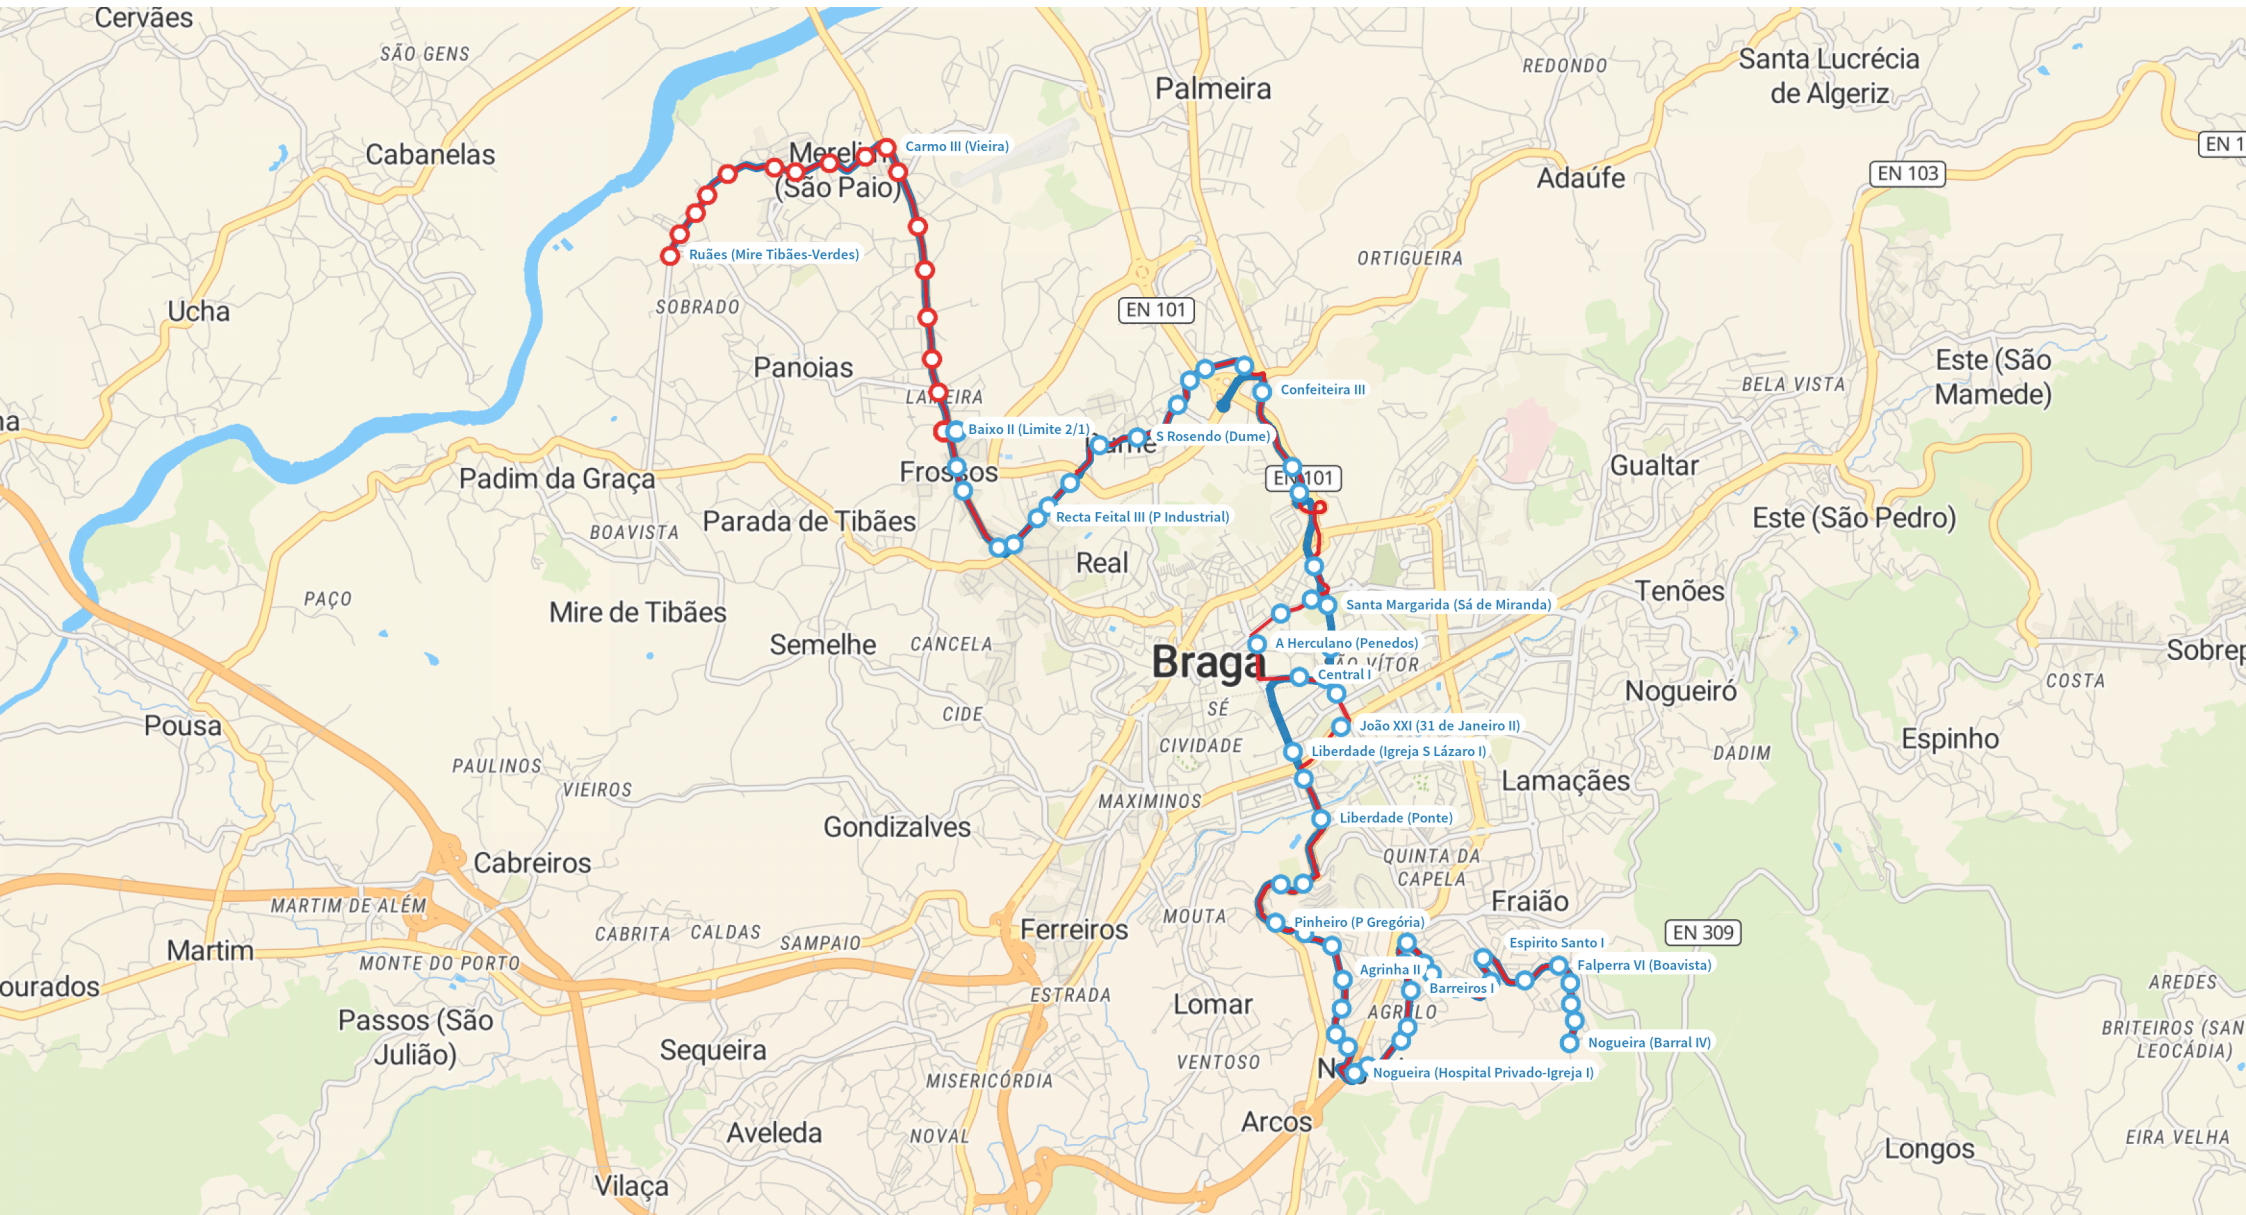 Cervães
SÃO GENS
Palmeira
REDONDO
Santa Lucrécia
de Algeriz
Cabanelas
Carmo III (Vieira)
(São Paio)
EN 103
Adaúfe
Ruães (Mire Tibães-Verdes)
ORTIGUEIRA
SOBRADO
Ucha
EN 101
Panoias
Este (São
Mamede)
BELA VISTA
Confeiteira III
Baixo II (Limite 2/1)
S Rosendo (Dume)
Frossos
Padim da Graça
EN 101
Gualtar
Parada de Tibães
Recta Feital III (P Industrial)
Este (São Pedro)
BOAVISTA
Real
Tenões
PAÇO
Mire de Tibães
Santa Margarida (Sá de Miranda)
Semelhe
CANCELA
A Herculano (Penedos)
Braga
Central I
COSTA
Nogueiró
Pousa
CIDE
SÉ
João XXI (31 de Janeiro II)
CIVIDADE
Liberdade (Igreja S Lázaro I)
DADIM
Espinho
PAULINOS
VIEIROS
MAXIMINOS
Lamaçães
Gondizalves
Liberdade (Ponte)
Cabreiros
QUINTA DA
CAPELA
MARTIM DE ALÉM
Fraião
MOUTA
Pinheiro (P Gregória)
CABRITA
CALDAS
SAMPAIO
Ferreiros
EN 309
Martim
MONTE DO PORTO
Espirito Santo I
Falperra VI (Boavista)
Agrinha II
Barreiros I
AREDES
ESTRADA
Lomar
Passos (São
Julião)
Sequeira
VENTOSO
Nogueira (Barral IV)
BRITEIROS (SAN
LEOCÁDIA)
MISERICÓRDIA
Nogueira (Hospital Privado-Igreja I)
Arcos
Aveleda
NOVAL
Longos
EIRA VELHA
Vilaça